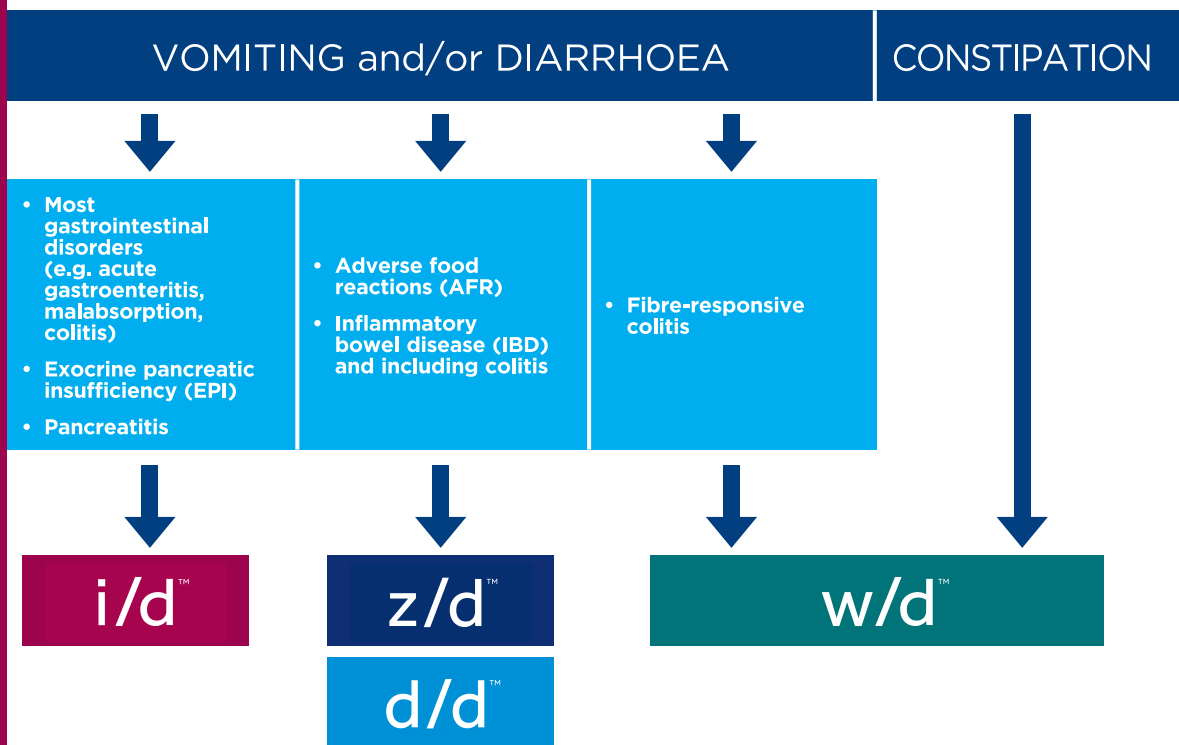 VOMITING and/or DIARRHOEA
CONSTIPATION
• Most
gastrointestinal
disorders
(e.g. acute
gastroenteritis,
malabsorption,
colitis)
• Exocrine pancreatic
insufficiency (EPI)
• Pancreatitis
• Adverse food
reactions (AFR)
• Inflammatory
bowel disease (IBD)
and including colitis
• Fibre-responsive
colitis
i/d™
z/d™
w/d™
d/d™